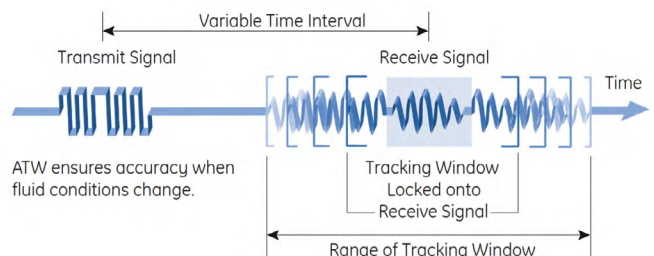 Variable Time Interval
Transmit Signal
Receive Signal
Time
ATW ensures accuracy when
fluid conditions change.
Tracking Window
Locked onto
Receive Signal
Range of Tracking Window